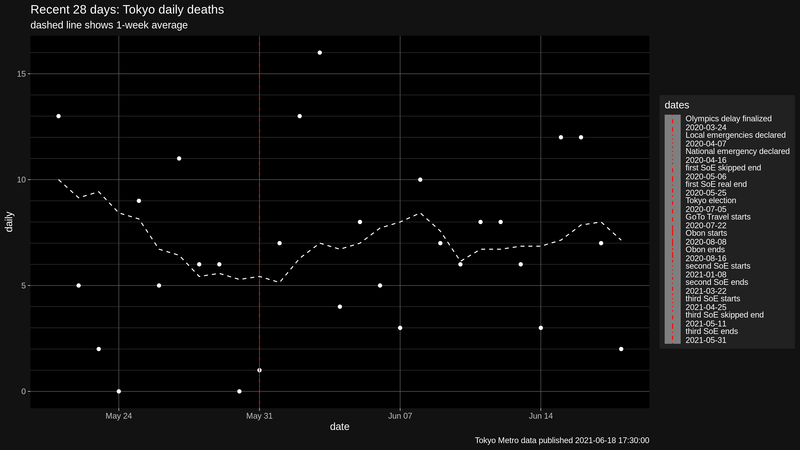 Recent 28 days: Tokyo daily deaths
dashed line shows 1-week average
15
10
5
0
daily
May 24
May 31
Jun 07
Jun 14
date
Tokyo Metro data published 2021-06-18 17:30:00
dates
Olympics delay finalized
2020-03-24
Local emergencies declared
2020-04-07
National emergency declared
2020-04-16
first SoE skipped end
2020-05-06
first SoE real end
2020-05-25
Tokyo election
2020-07-05
GoTo Travel starts
2020-07-22
Obon starts
2020-08-08
Obon ends
2020-08-16
second SoE starts
2021-01-08
second SoE ends
2021-03-22
third SoE starts
2021-04-25
third SoE skipped end
2021-05-11
third SoE ends
2021-05-31